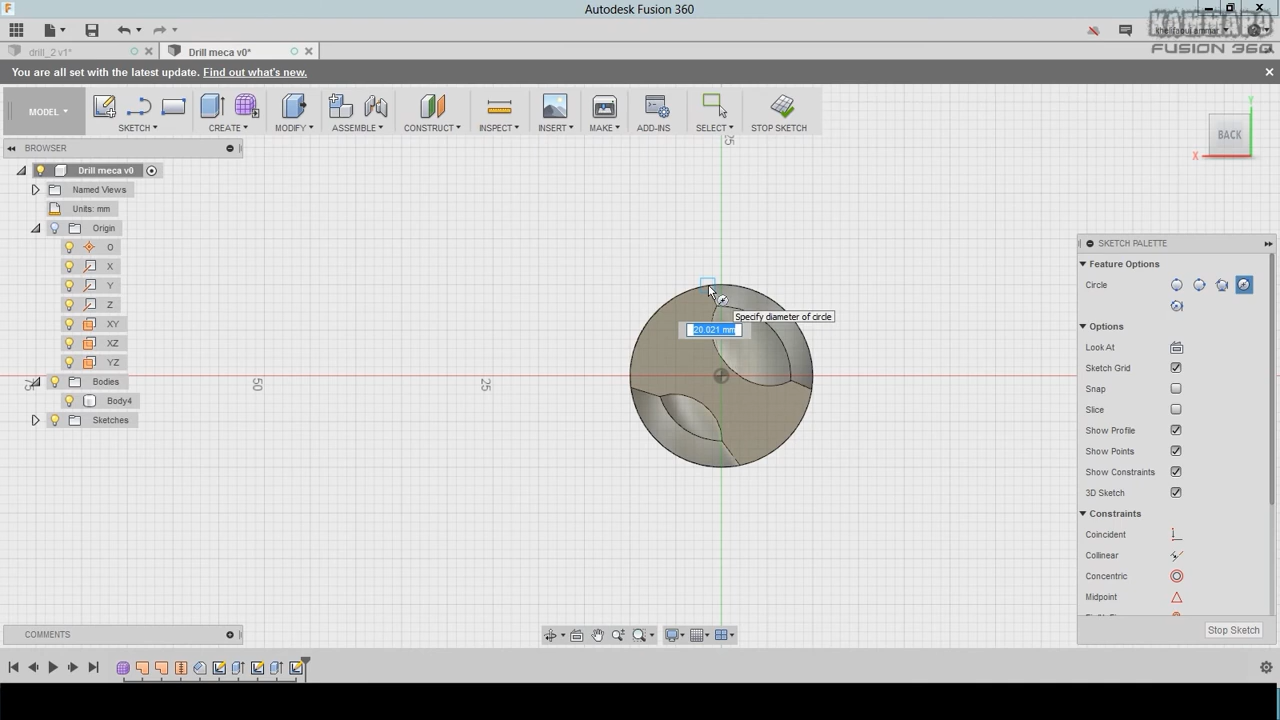 Autodesk Fusion 360
KAMMAPO
FUSION 360
drill_2 v1*
Drill meca v0*
You are all set with the latest update. Find out what's new.
MODEL
SKETCH
CREATE
MODIFY
ASSEMBLE
CONSTRUCT
INSPECT
INSERT
MAKE
ADD-INS
SELECT
STOP SKETCH
BROWSER
Drill meca v0
Named Views
Units: mm
Origin
O
X
Y
Z
XY
XZ
YZ
Bodies
Body4
Sketches
25
Y
BACK
X
75
50
25
Specify diameter of circle
20.021 mm
SKETCH PALETTE
Feature Options
Circle
Options
Look At
Sketch Grid
Snap
Slice
Show Profile
Show Points
Show Constraints
3D Sketch
Constraints
Coincident
Collinear
Concentric
Midpoint
Stop Sketch
COMMENTS